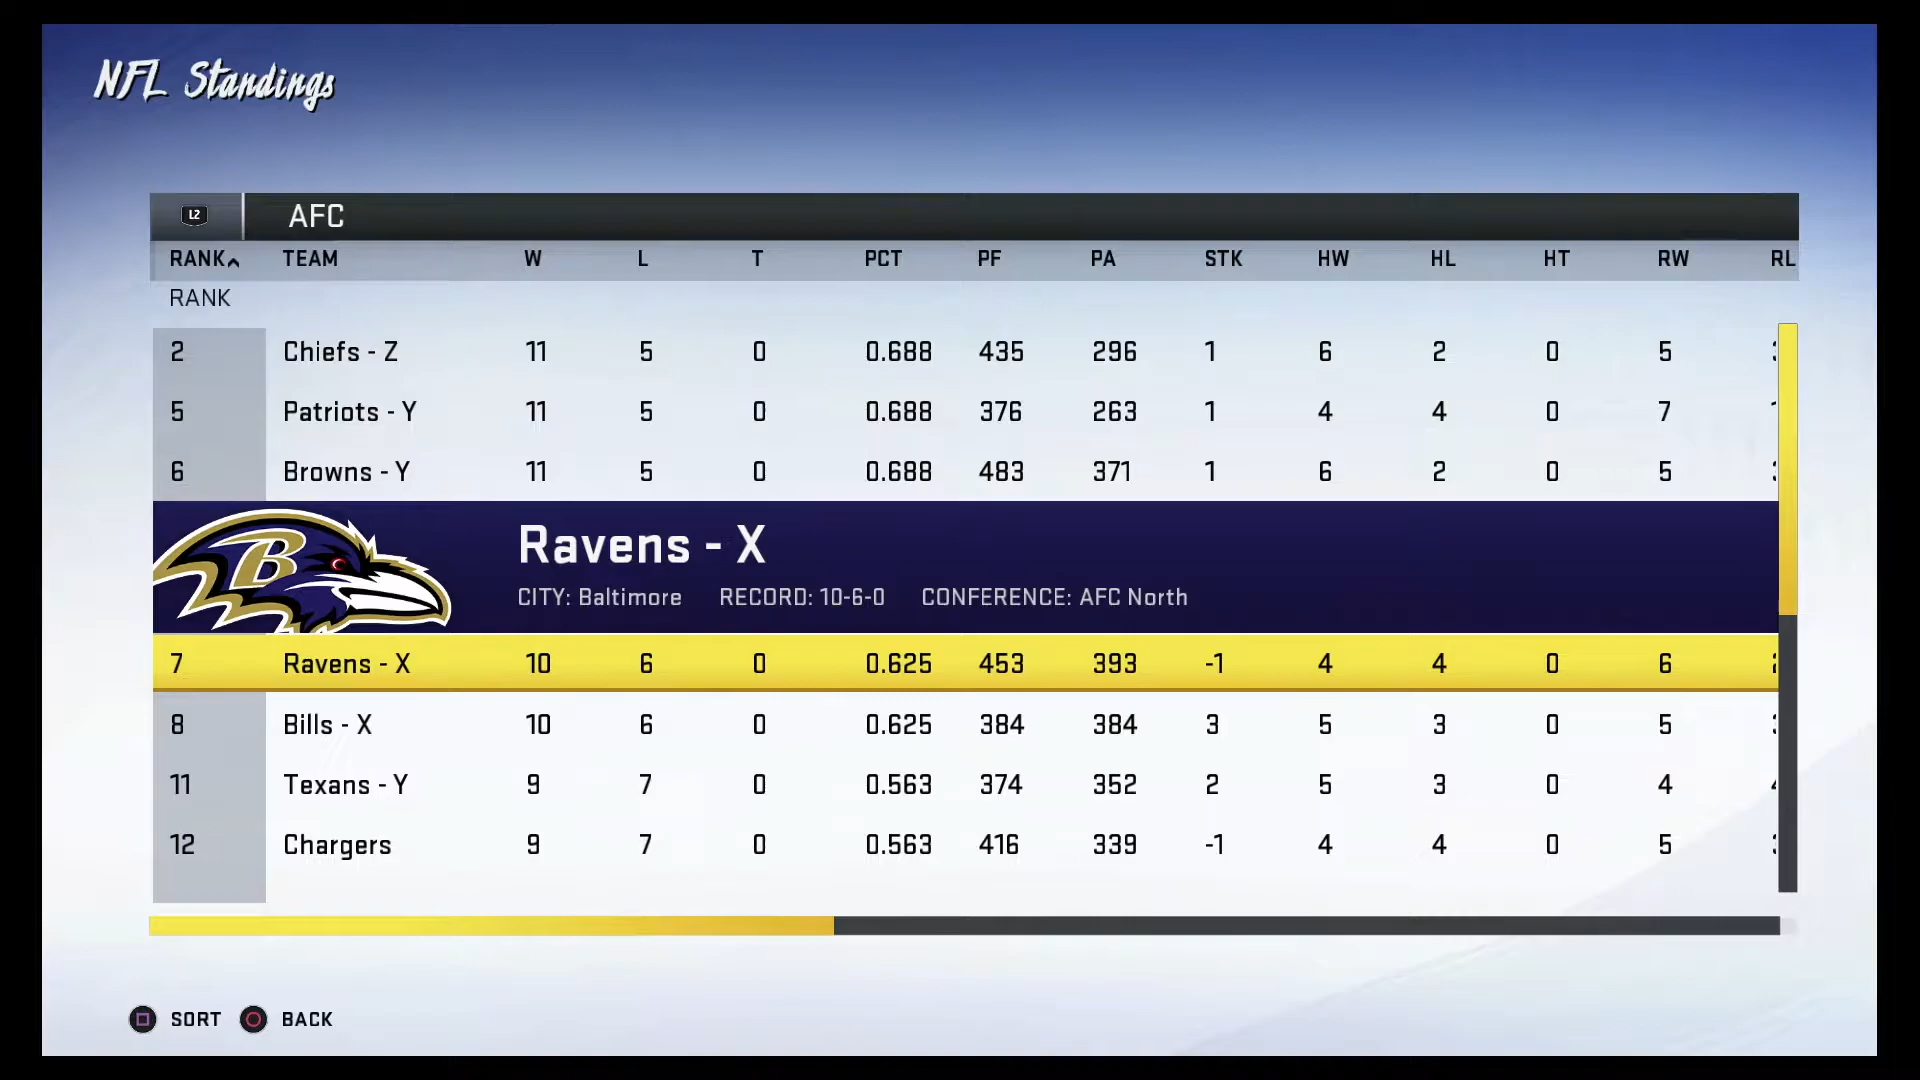 NFL Standings
L2 AFC
RANK TEAM W L T PCT PF PA STK HW HL HT RW RL
RANK
2 Chiefs - Z 11 5 0 0.688 435 296 1 6 2 0 5
5 Patriots - Y 11 5 0 0.688 376 263 1 4 4 0 7
6 Browns - Y 11 5 0 0.688 483 371 1 6 2 0 5
B
Ravens - X
CITY: Baltimore RECORD: 10-6-0 CONFERENCE: AFC North
7 Ravens - X 10 6 0 0.625 453 393 -1 4 4 0 6
8 Bills - X 10 6 0 0.625 384 384 3 5 3 0 5
11 Texans - Y 9 7 0 0.563 374 352 2 5 3 0 4
12 Chargers 9 7 0 0.563 416 339 -1 4 4 0 5
SORT BACK